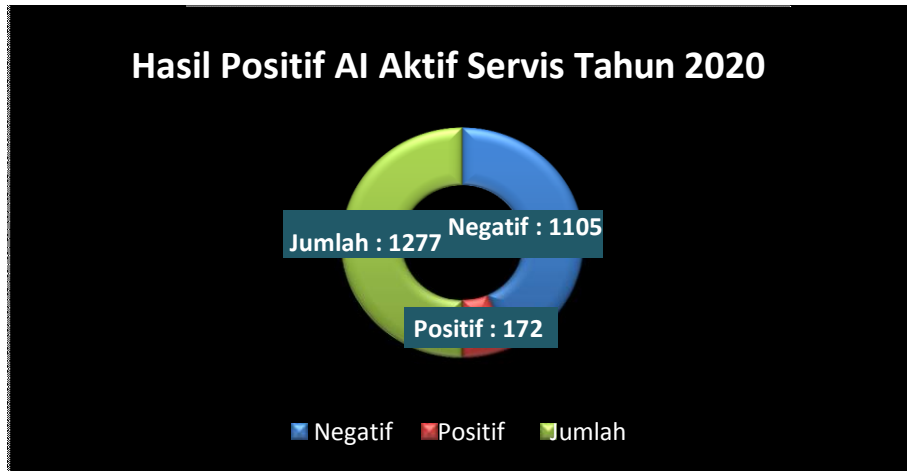 Hasil Positif AI Aktif Servis Tahun 2020
Negatif : 1105
Jumlah : 1277
Positif : 172
Negatif Positif Jumlah